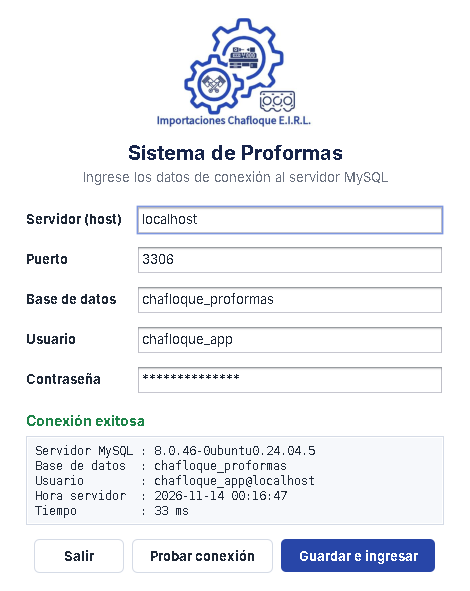 Importaciones Chafloque E.I.R.L.
Sistema de Proformas
Ingrese los datos de conexión al servidor MySQL
Servidor (host) localhost
Puerto 3306
Base de datos chafloque_proformas
Usuario chafloque_app
Contraseña **************
Conexión exitosa
Servidor MySQL : 8.0.46-0ubuntu0.24.04.5
Base de datos : chafloque_proformas
Usuario : chafloque_app@localhost
Hora servidor : 2026-11-14 00:16:47
Tiempo : 33 ms
Salir Probar conexión Guardar e ingresar